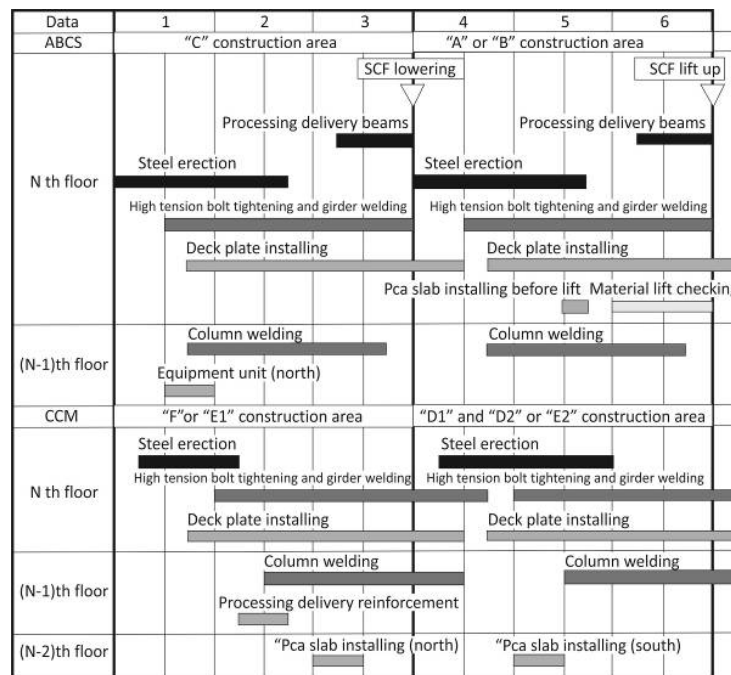 Data 1 2 3 4 5 6
ABCS “C” construction area “A” or “B” construction area
SCF lowering SCF lift up
Processing delivery beams Processing delivery beams
Steel erection Steel erection
N th floor
High tension bolt tightening and girder welding High tension bolt tightening and girder welding
Deck plate installing Deck plate installing
Pca slab installing before lift Material lift checking
Column welding Column welding
(N-1)th floor
Equipment unit (north)
CCM “F”or “E1” construction area “D1” and “D2” or “E2” construction area
Steel erection Steel erection
High tension bolt tightening and girder welding High tension bolt tightening and girder welding
N th floor
Deck plate installing Deck plate installing
Column welding Column welding
(N-1)th floor
Processing delivery reinforcement
“Pca slab installing (north) “Pca slab installing (south)
(N-2)th floor